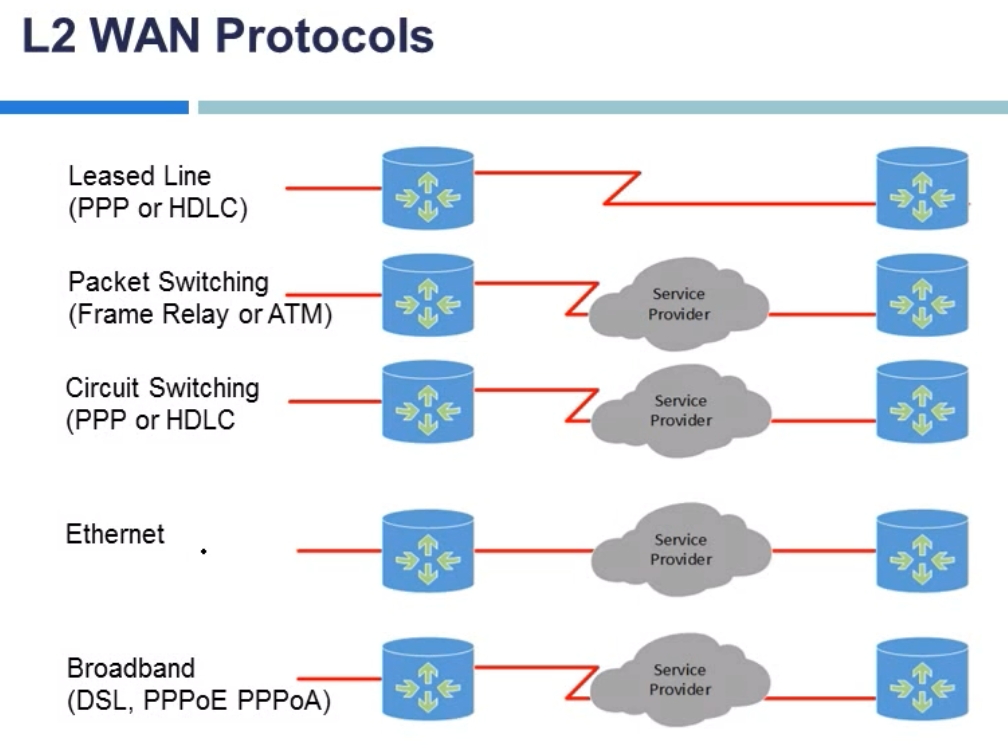 L2 WAN Protocols
Leased Line
(PPP or HDLC)
Packet Switching
(Frame Relay or ATM)
Service
Provider
Circuit Switching
(PPP or HDLC
Service
Provider
Ethernet
Service
Provider
Broadband
(DSL, PPPoE PPPoA)
Service
Provider